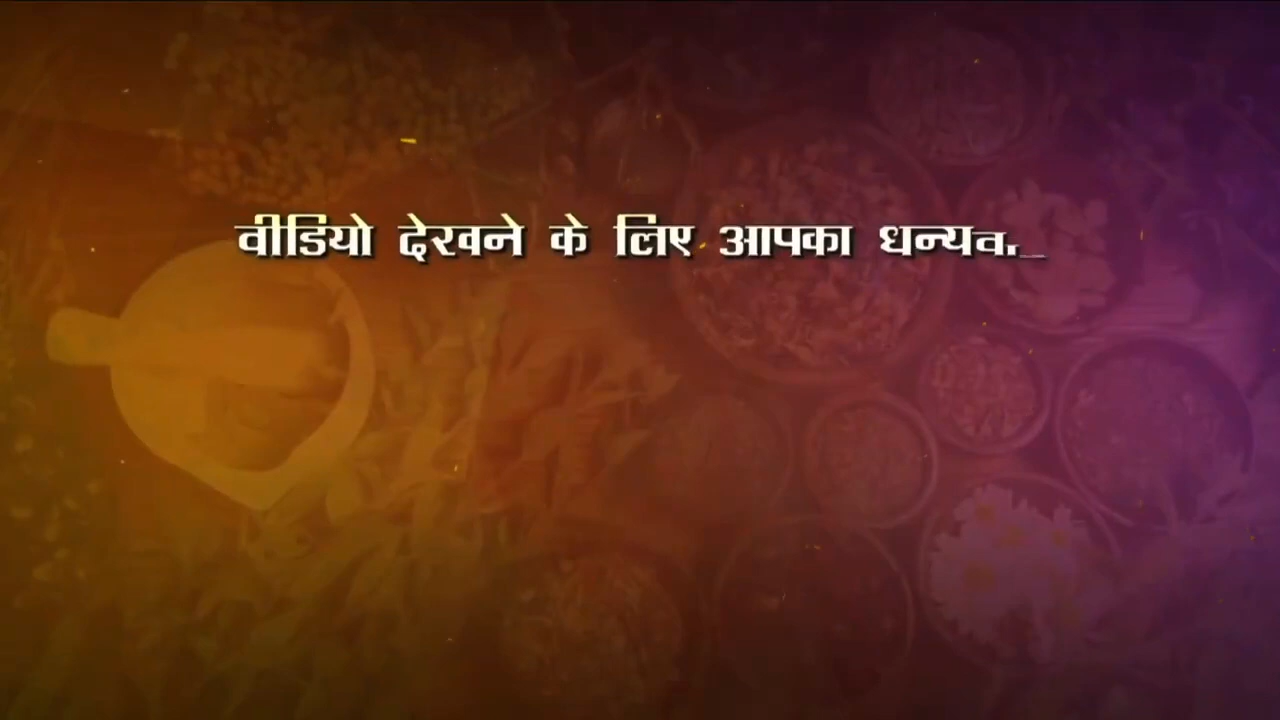 वीडियो देखने के लिए आपका धन्यव